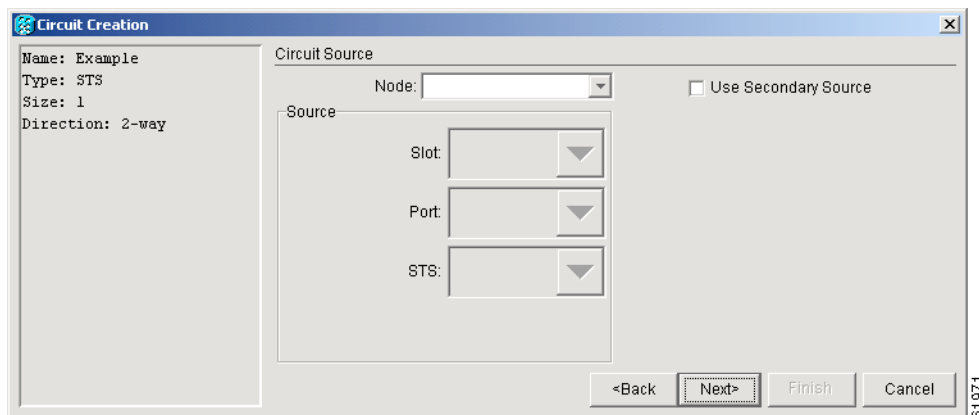 Circuit Creation
Name: Example
Type: STS
Size: 1
Direction: 2-way
Circuit Source
Node:
Use Secondary Source
Source
Slot:
Port:
STS:
<Back
Next>
Finish
Cancel